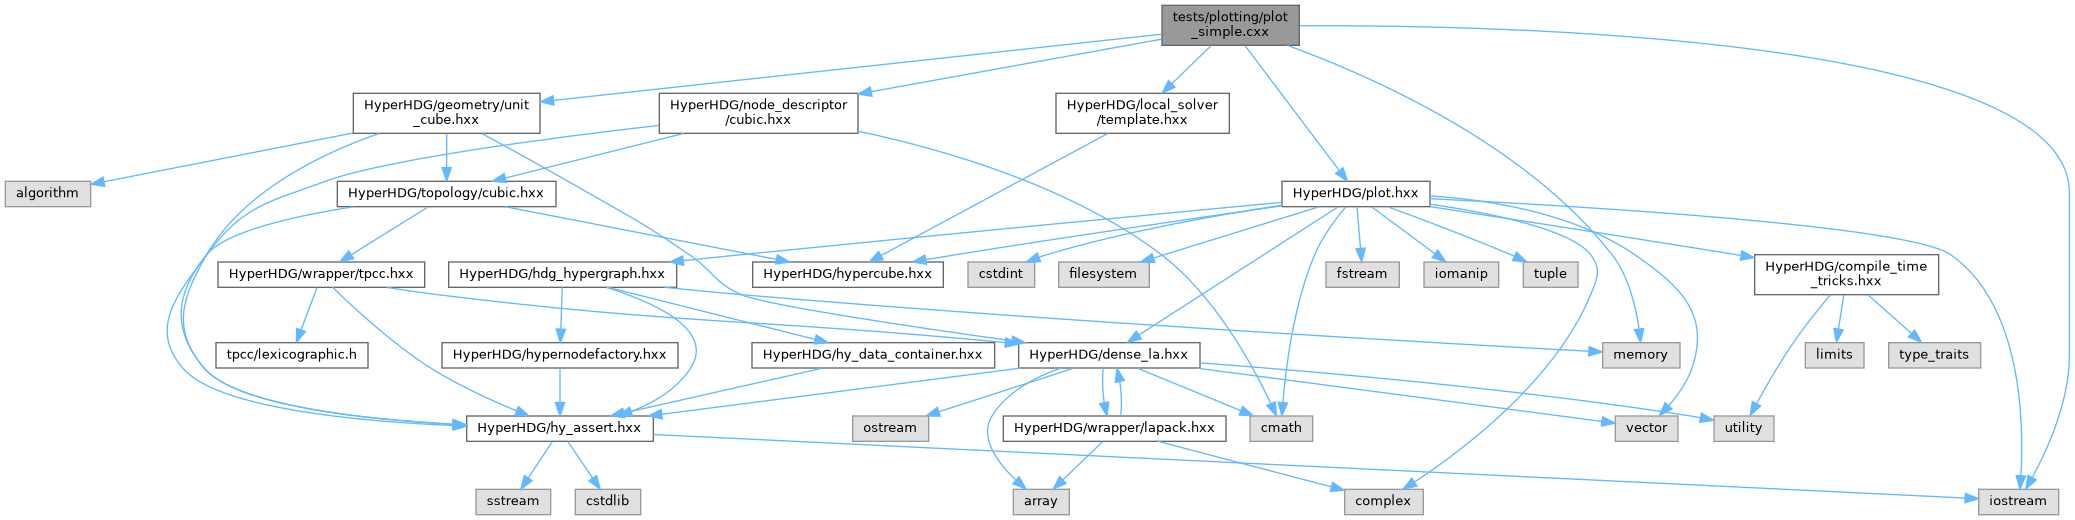 tests/plotting/plot
_simple.cxx
HyperHDG/geometry/unit
_cube.hxx
HyperHDG/node_descriptor
/cubic.hxx
HyperHDG/local_solver
/template.hxx
algorithm
HyperHDG/topology/cubic.hxx
HyperHDG/plot.hxx
HyperHDG/wrapper/tpcc.hxx
HyperHDG/hdg_hypergraph.hxx
HyperHDG/hypercube.hxx
cstdint
filesystem
fstream
iomanip
tuple
HyperHDG/compile_time
_tricks.hxx
tpcc/lexicographic.h
HyperHDG/hypernodefactory.hxx
HyperHDG/hy_data_container.hxx
HyperHDG/dense_la.hxx
memory
limits
type_traits
HyperHDG/hy_assert.hxx
ostream
HyperHDG/wrapper/lapack.hxx
cmath
vector
utility
sstream
cstdlib
array
complex
iostream